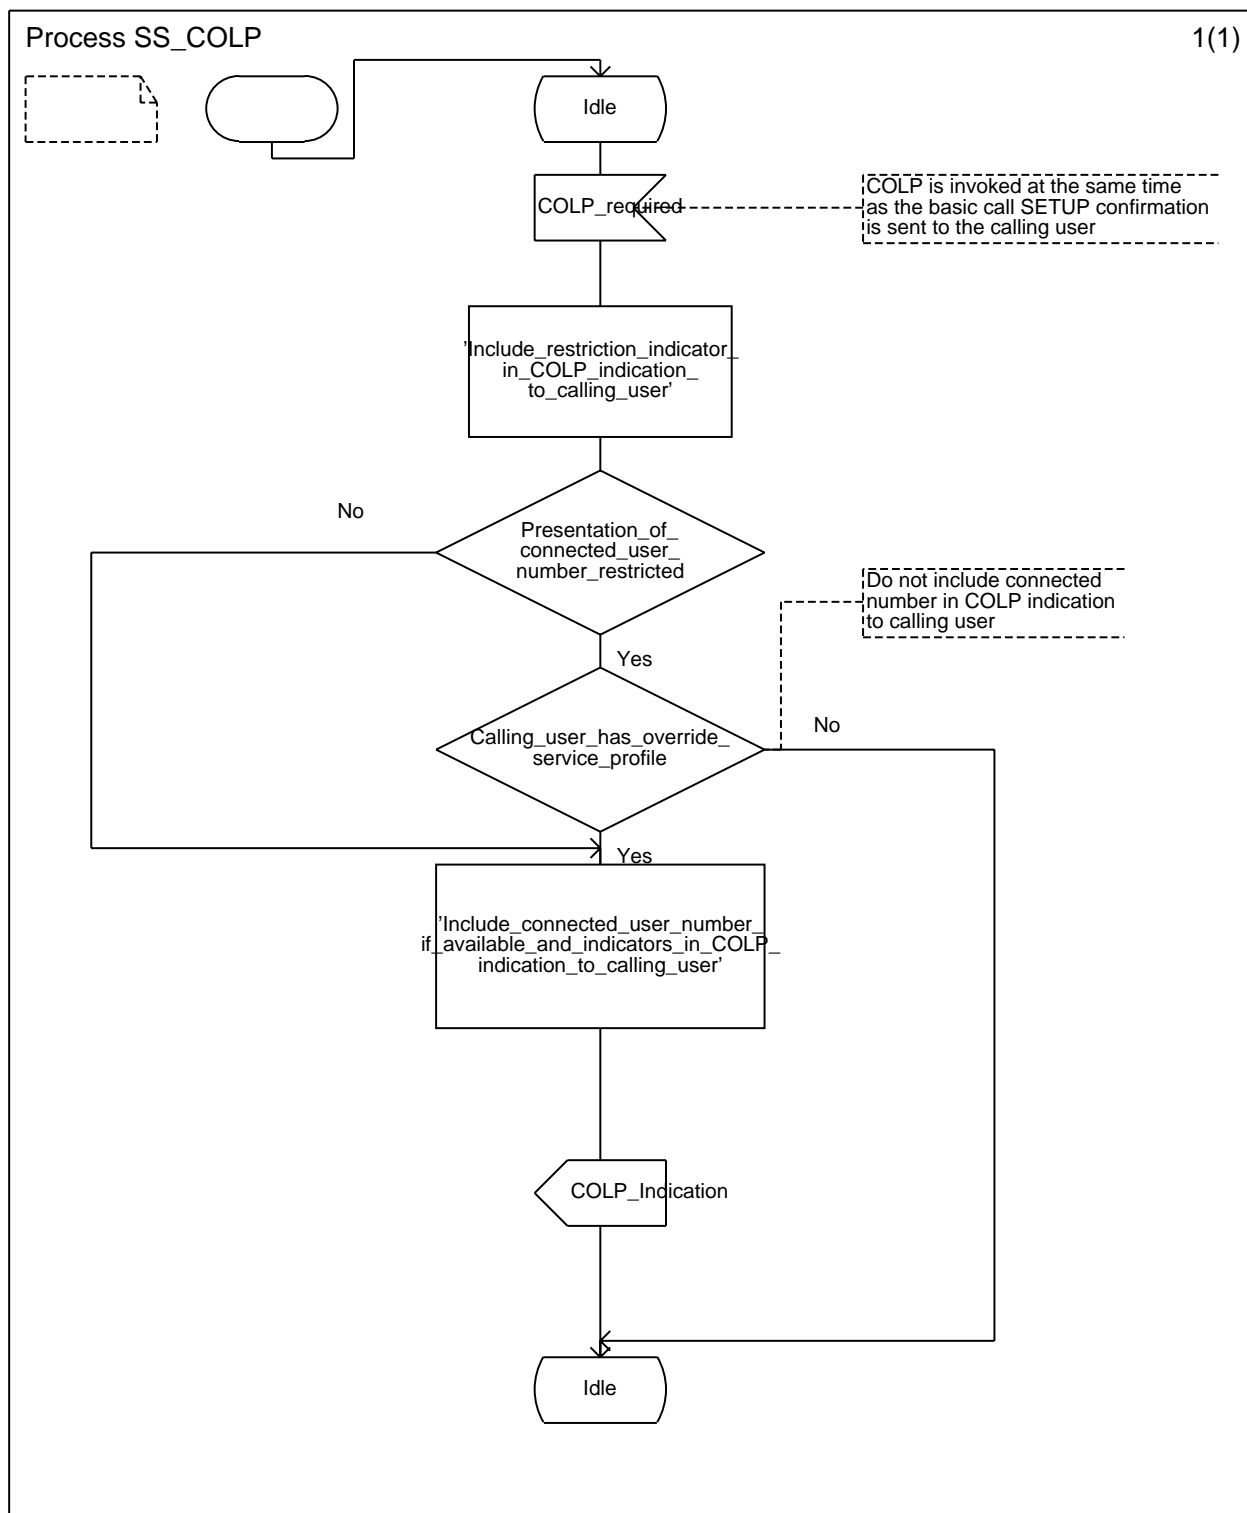 Process SS_COLP
1(1)
Idle
COLP_required
COLP is invoked at the same time
as the basic call SETUP confirmation
is sent to the calling user
'Include_restriction_indicator_
in_COLP_indication_
to_calling_user'
No
Presentation_of_
connected_user_
number_restricted
Do not include connected
number in COLP indication
to calling user
Yes
Calling_user_has_override_
service_profile
No
Yes
'Include_connected_user_number_
if_available_and_indicators_in_COLP_
indication_to_calling_user'
COLP_Indication
Idle